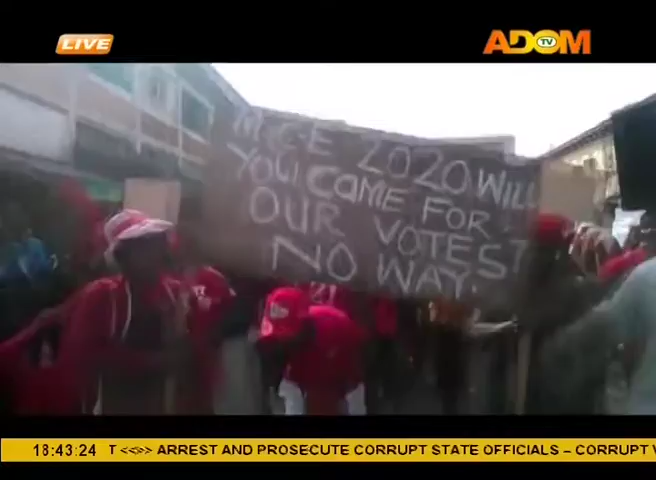 LIVE
ADOM TV
M.C.E 2020 WILL
YOU COME FOR
OUR VOTES?
NO WAY.
18:43:24 T <<>> ARREST AND PROSECUTE CORRUPT STATE OFFICIALS – CORRUPT V